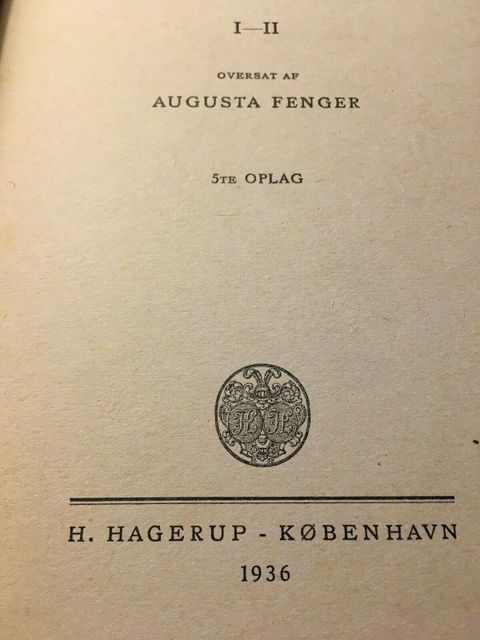 I—II
OVERSAT AF
AUGUSTA FENGER
5TE OPLAG
H H
H. HAGERUP - KØBENHAVN
1936